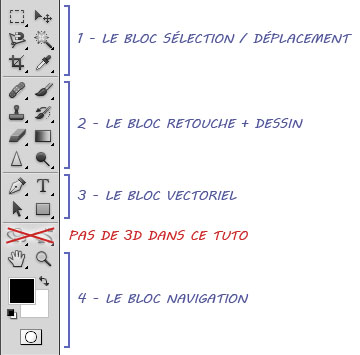 1 - LE BLOC SÉLECTION / DÉPLACEMENT
2 - LE BLOC RETOUCHE + DESSIN
3 - LE BLOC VECTORIEL
PAS DE 3D DANS CE TUTO
4 - LE BLOC NAVIGATION